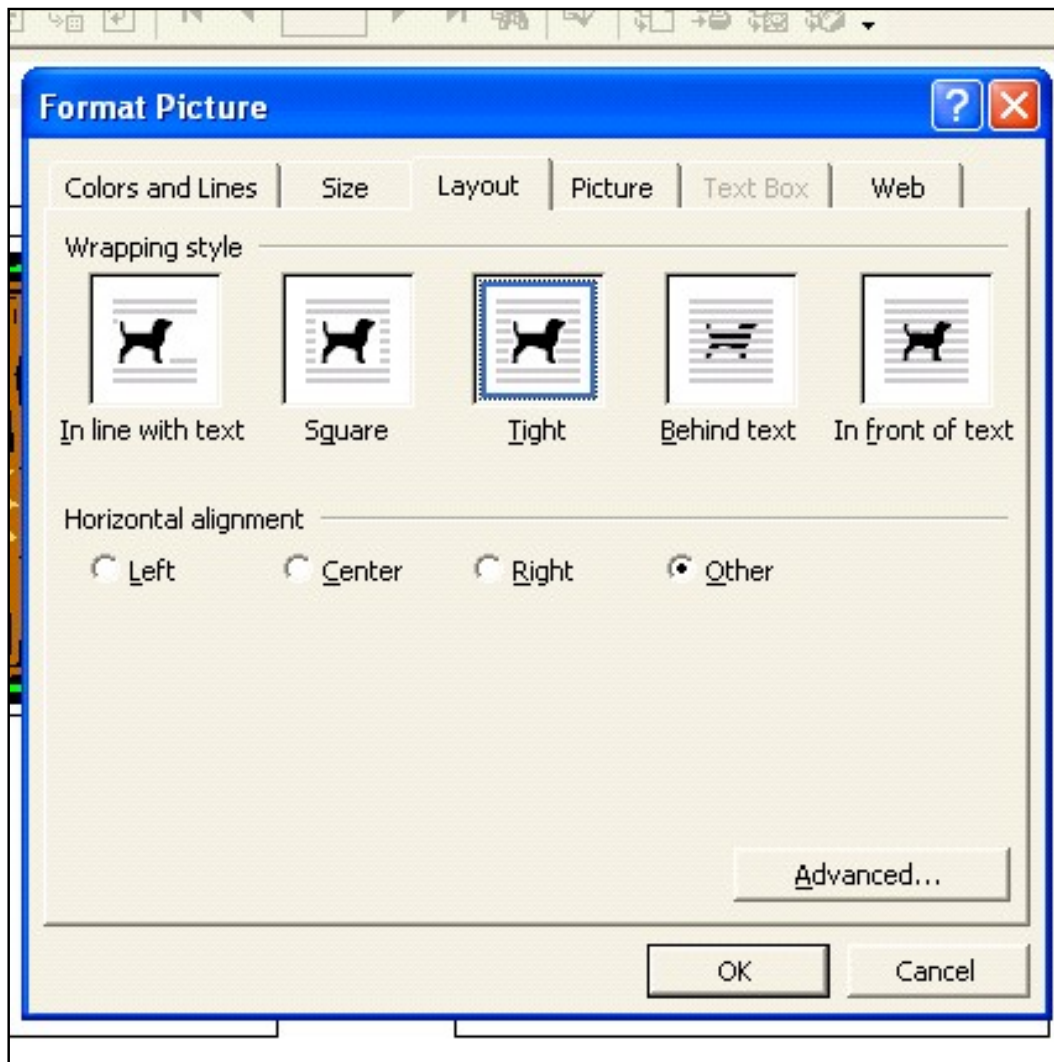 Format Picture
Colors and Lines Size Layout Picture Text Box Web
Wrapping style
In line with text Square Tight Behind text In front of text
Horizontal alignment
Left Center Right Other
Advanced...
OK Cancel